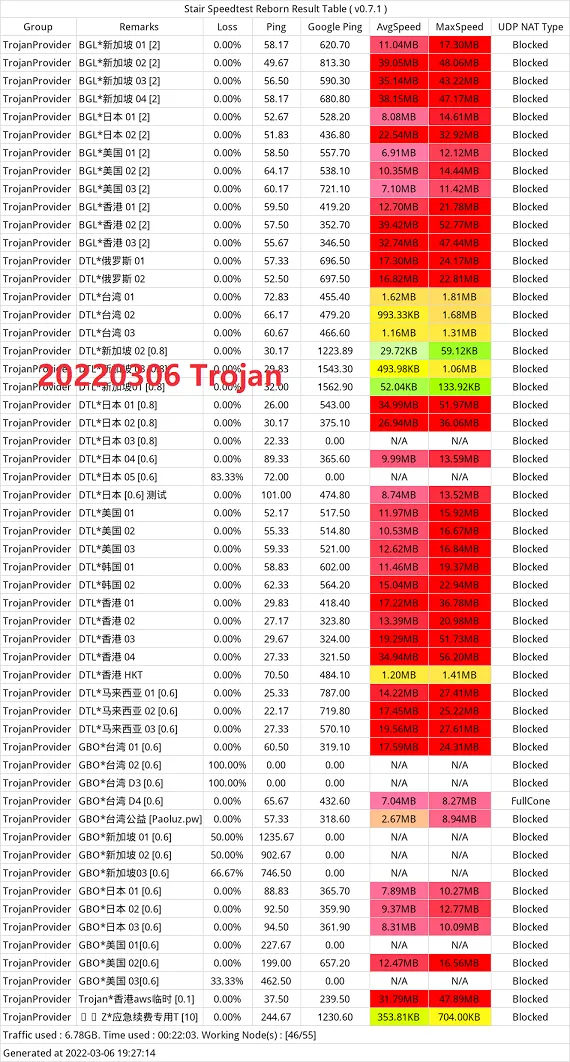 Stair Speedtest Reborn Result Table ( v0.7.1 )
Group Remarks Loss Ping Google Ping AvgSpeed MaxSpeed UDP NAT Type
TrojanProvider BGL*新加坡 01 [2] 0.00% 58.17 620.70 11.04MB 17.30MB Blocked
TrojanProvider BGL*新加坡 02 [2] 0.00% 49.67 813.30 39.05MB 48.06MB Blocked
TrojanProvider BGL*新加坡 03 [2] 0.00% 56.50 590.30 35.14MB 43.22MB Blocked
TrojanProvider BGL*新加坡 04 [2] 0.00% 58.17 680.80 38.15MB 47.17MB Blocked
TrojanProvider BGL*日本 01 [2] 0.00% 52.67 528.20 8.08MB 14.61MB Blocked
TrojanProvider BGL*日本 02 [2] 0.00% 51.83 436.80 22.54MB 32.92MB Blocked
TrojanProvider BGL*美国 01 [2] 0.00% 58.50 557.70 6.91MB 12.12MB Blocked
TrojanProvider BGL*美国 02 [2] 0.00% 64.17 538.10 10.35MB 14.44MB Blocked
TrojanProvider BGL*美国 03 [2] 0.00% 60.17 721.10 7.10MB 11.42MB Blocked
TrojanProvider BGL*香港 01 [2] 0.00% 59.50 419.20 12.70MB 21.78MB Blocked
TrojanProvider BGL*香港 02 [2] 0.00% 57.50 352.70 39.42MB 52.77MB Blocked
TrojanProvider BGL*香港 03 [2] 0.00% 55.67 346.50 32.74MB 47.44MB Blocked
TrojanProvider DTL*俄罗斯 01 0.00% 57.33 696.50 17.30MB 24.17MB Blocked
TrojanProvider DTL*俄罗斯 02 0.00% 52.50 697.50 16.82MB 22.81MB Blocked
TrojanProvider DTL*台湾 01 0.00% 72.83 455.40 1.62MB 1.81MB Blocked
TrojanProvider DTL*台湾 02 0.00% 66.17 479.20 993.33KB 1.68MB Blocked
TrojanProvider DTL*台湾 03 0.00% 60.67 466.60 1.16MB 1.31MB Blocked
TrojanProvider DTL*新加坡 02 [0.8] 0.00% 30.17 1223.89 29.72KB 59.12KB Blocked
TrojanProvider DTL*新加坡 03 [0.8] 0.00% 29.83 1543.30 493.98KB 1.06MB Blocked
20220306 Trojan
TrojanProvider DTL*新加坡01 [0.8] 0.00% 32.00 1562.90 52.04KB 133.92KB Blocked
TrojanProvider DTL*日本 01 [0.8] 0.00% 26.00 543.00 34.99MB 51.97MB Blocked
TrojanProvider DTL*日本 02 [0.8] 0.00% 30.17 375.10 26.94MB 36.06MB Blocked
TrojanProvider DTL*日本 03 [0.8] 0.00% 22.33 0.00 N/A N/A Blocked
TrojanProvider DTL*日本 04 [0.6] 0.00% 89.33 365.60 9.99MB 13.59MB Blocked
TrojanProvider DTL*日本 05 [0.6] 83.33% 72.00 0.00 N/A N/A Blocked
TrojanProvider DTL*日本 [0.6] 测试 0.00% 101.00 474.80 8.74MB 13.52MB Blocked
TrojanProvider DTL*美国 01 0.00% 52.17 517.50 11.97MB 15.92MB Blocked
TrojanProvider DTL*美国 02 0.00% 55.33 514.80 10.53MB 16.67MB Blocked
TrojanProvider DTL*美国 03 0.00% 59.33 521.00 12.62MB 16.84MB Blocked
TrojanProvider DTL*韩国 01 0.00% 58.83 602.00 11.46MB 19.37MB Blocked
TrojanProvider DTL*韩国 02 0.00% 62.33 564.20 15.04MB 22.94MB Blocked
TrojanProvider DTL*香港 01 0.00% 29.83 418.40 17.22MB 36.78MB Blocked
TrojanProvider DTL*香港 02 0.00% 27.17 323.80 13.39MB 20.98MB Blocked
TrojanProvider DTL*香港 03 0.00% 29.67 324.00 19.29MB 51.73MB Blocked
TrojanProvider DTL*香港 04 0.00% 27.33 321.50 34.94MB 56.20MB Blocked
TrojanProvider DTL*香港 HKT 0.00% 70.50 484.10 1.20MB 1.41MB Blocked
TrojanProvider DTL*马来西亚 01 [0.6] 0.00% 25.33 787.00 14.22MB 27.41MB Blocked
TrojanProvider DTL*马来西亚 02 [0.6] 0.00% 22.17 719.80 17.45MB 25.22MB Blocked
TrojanProvider DTL*马来西亚 03 [0.6] 0.00% 27.33 570.10 19.56MB 27.61MB Blocked
TrojanProvider GBO*台湾 01 [0.6] 0.00% 60.50 319.10 17.59MB 24.31MB Blocked
TrojanProvider GBO*台湾 02 [0.6] 100.00% 0.00 0.00 N/A N/A Blocked
TrojanProvider GBO*台湾 D3 [0.6] 100.00% 0.00 0.00 N/A N/A Blocked
TrojanProvider GBO*台湾 D4 [0.6] 0.00% 65.67 432.60 7.04MB 8.27MB FullCone
TrojanProvider GBO*台湾公益 [Paoluz.pw] 0.00% 57.33 318.60 2.67MB 8.94MB Blocked
TrojanProvider GBO*新加坡 01 [0.6] 50.00% 1235.67 0.00 N/A N/A Blocked
TrojanProvider GBO*新加坡 02 [0.6] 50.00% 902.67 0.00 N/A N/A Blocked
TrojanProvider GBO*新加坡03 [0.6] 66.67% 746.50 0.00 N/A N/A Blocked
TrojanProvider GBO*日本 01 [0.6] 0.00% 88.83 365.70 7.89MB 10.27MB Blocked
TrojanProvider GBO*日本 02 [0.6] 0.00% 92.50 359.90 9.37MB 12.77MB Blocked
TrojanProvider GBO*日本 03 [0.6] 0.00% 94.50 361.90 8.31MB 10.09MB Blocked
TrojanProvider GBO*美国 01[0.6] 0.00% 227.67 0.00 N/A N/A Blocked
TrojanProvider GBO*美国 02[0.6] 0.00% 199.00 657.20 12.47MB 16.56MB Blocked
TrojanProvider GBO*美国 03[0.6] 33.33% 462.50 0.00 N/A N/A Blocked
TrojanProvider Trojan*香港aws临时 [0.1] 0.00% 37.50 239.50 31.79MB 47.89MB Blocked
TrojanProvider Z*应急续费专用T [10] 0.00% 244.67 1230.60 353.81KB 704.00KB Blocked
Traffic used : 6.78GB. Time used : 00:22:03. Working Node(s) : [46/55]
Generated at 2022-03-06 19:27:14